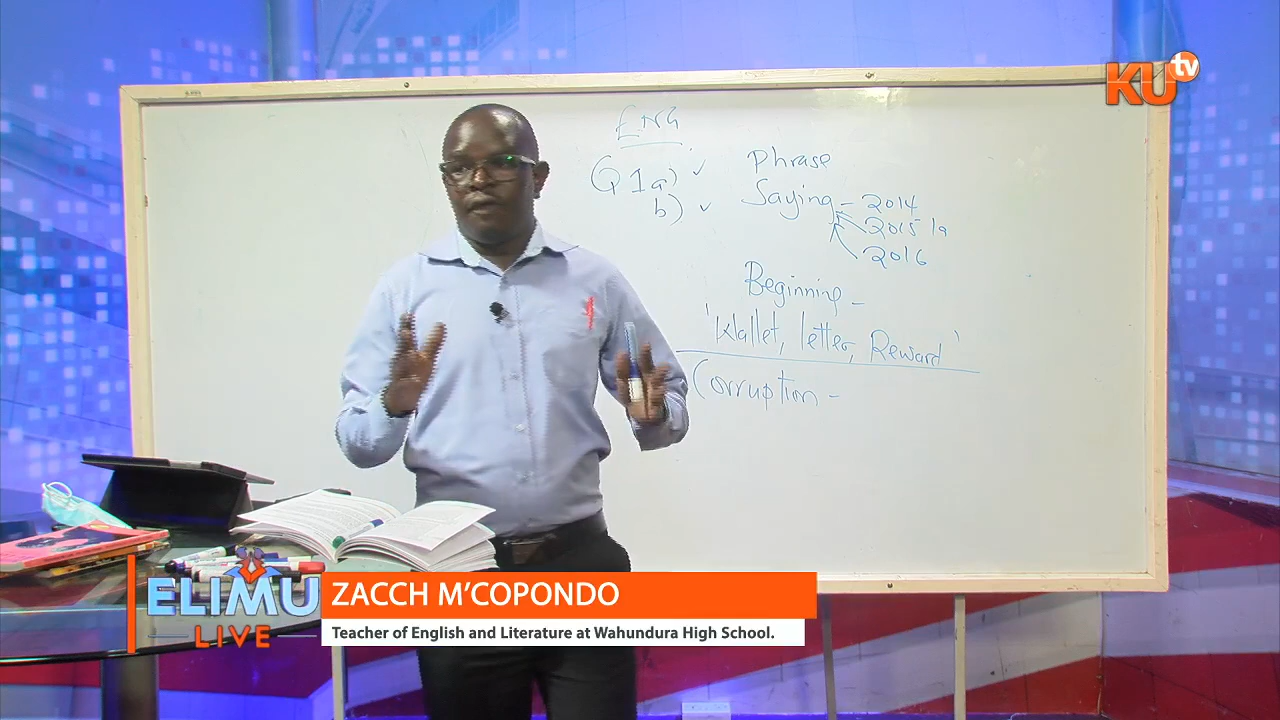 KU tv
ENG
Q1 a) ✓
b) ✓
Phrase
Saying - 2014
2015 1a
2016
Beginning -
'Wallet, letter, Reward'
Corruption -
ELIMU
LIVE
ZACCH M'COPONDO
Teacher of English and Literature at Wahundura High School.